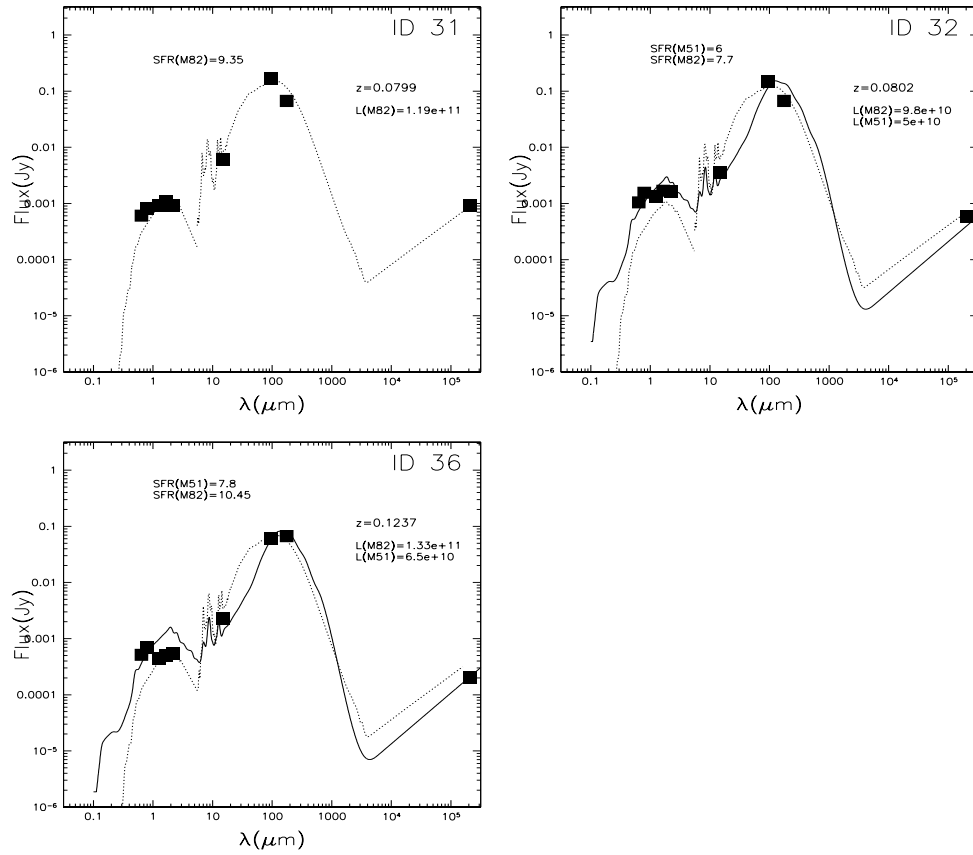 ID 31
SFR(M82)=9.35
z=0.0799
L(M82)=1.19e+11
Flux(Jy)
1
0.1
0.01
0.001
0.0001
10⁻⁵
10⁻⁶
0.1 1 10 100 1000 10⁴ 10⁵
λ(μm)
ID 32
SFR(M51)=6
SFR(M82)=7.7
z=0.0802
L(M82)=9.8e+10
L(M51)=5e+10
Flux(Jy)
1
0.1
0.01
0.001
0.0001
10⁻⁵
10⁻⁶
0.1 1 10 100 1000 10⁴ 10⁵
λ(μm)
ID 36
SFR(M51)=7.8
SFR(M82)=10.45
z=0.1237
L(M82)=1.33e+11
L(M51)=6.5e+10
Flux(Jy)
1
0.1
0.01
0.001
0.0001
10⁻⁵
10⁻⁶
0.1 1 10 100 1000 10⁴ 10⁵
λ(μm)